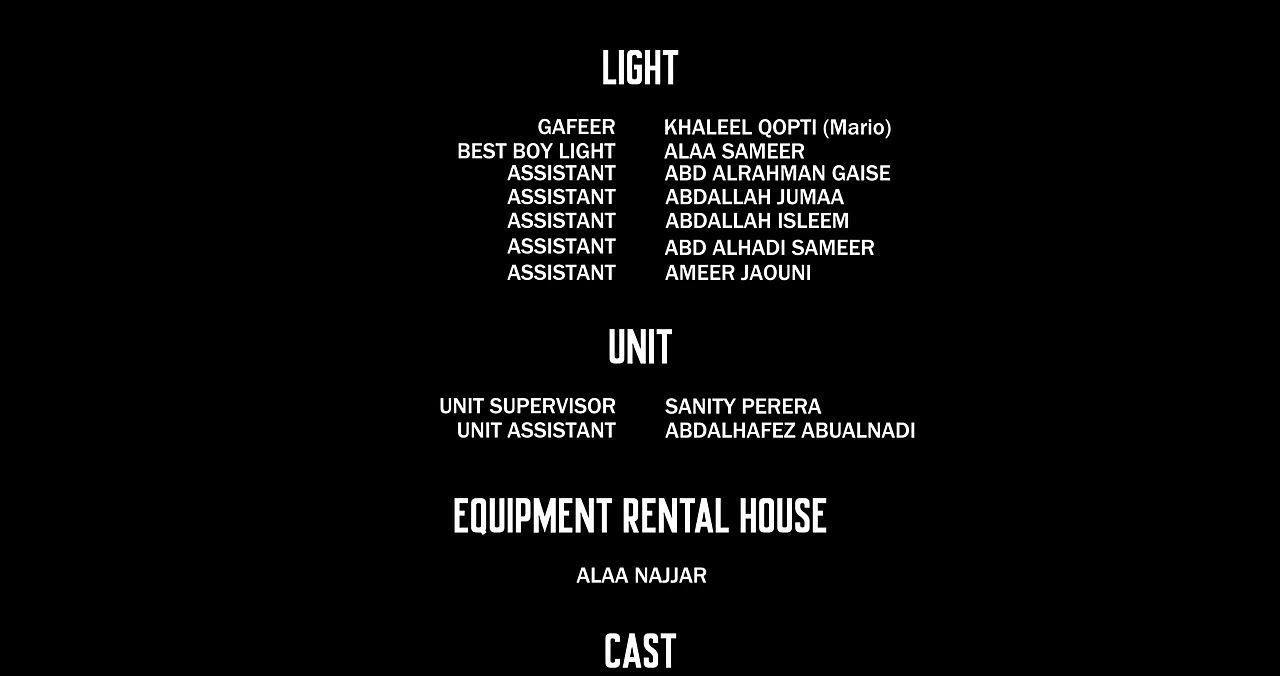 LIGHT
GAFEER KHALEEL QOPTI (Mario)
BEST BOY LIGHT ALAA SAMEER
ASSISTANT ABD ALRAHMAN GAISE
ASSISTANT ABDALLAH JUMAA
ASSISTANT ABDALLAH ISLEEM
ASSISTANT ABD ALHADI SAMEER
ASSISTANT AMEER JAOUNI
UNIT
UNIT SUPERVISOR SANITY PERERA
UNIT ASSISTANT ABDALHAFEZ ABUALNADI
EQUIPMENT RENTAL HOUSE
ALAA NAJJAR
CAST